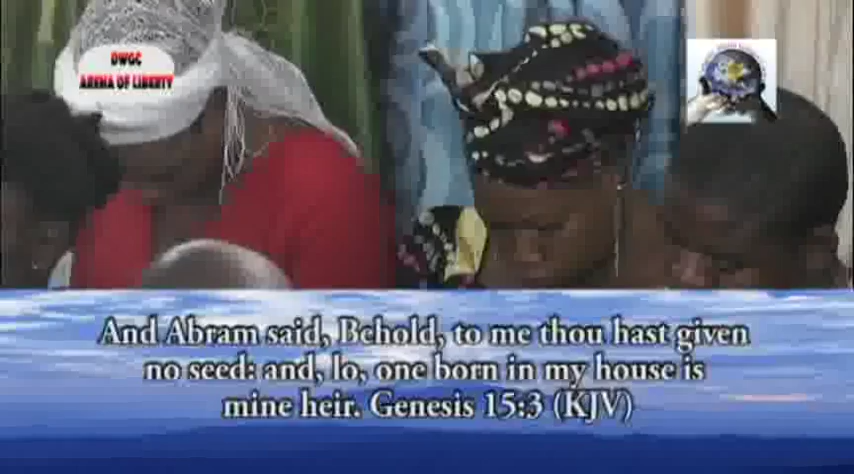 DWGC
ARENA OF LIBERTY
And Abram said, Behold, to me thou hast given
no seed: and, lo, one born in my house is
mine heir. Genesis 15:3 (KJV)